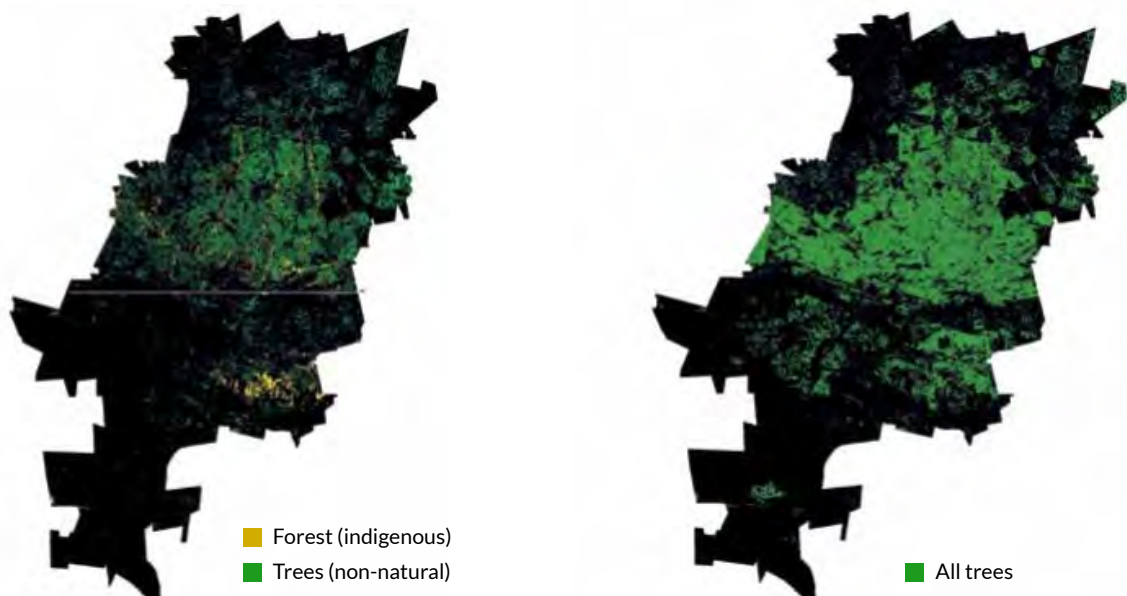 Forest (indigenous)
Trees (non-natural)
All trees